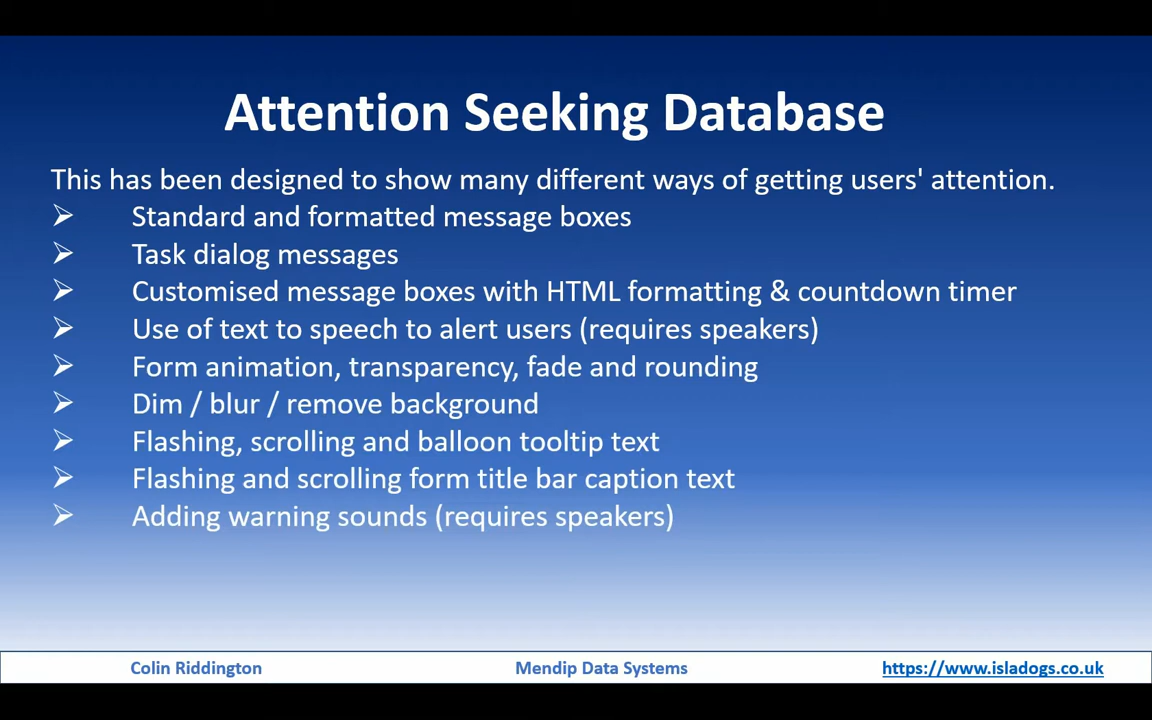 Attention Seeking Database
This has been designed to show many different ways of getting users' attention.
➢ Standard and formatted message boxes
➢ Task dialog messages
➢ Customised message boxes with HTML formatting & countdown timer
➢ Use of text to speech to alert users (requires speakers)
➢ Form animation, transparency, fade and rounding
➢ Dim / blur / remove background
➢ Flashing, scrolling and balloon tooltip text
➢ Flashing and scrolling form title bar caption text
➢ Adding warning sounds (requires speakers)
Colin Riddington Mendip Data Systems https://www.isladogs.co.uk